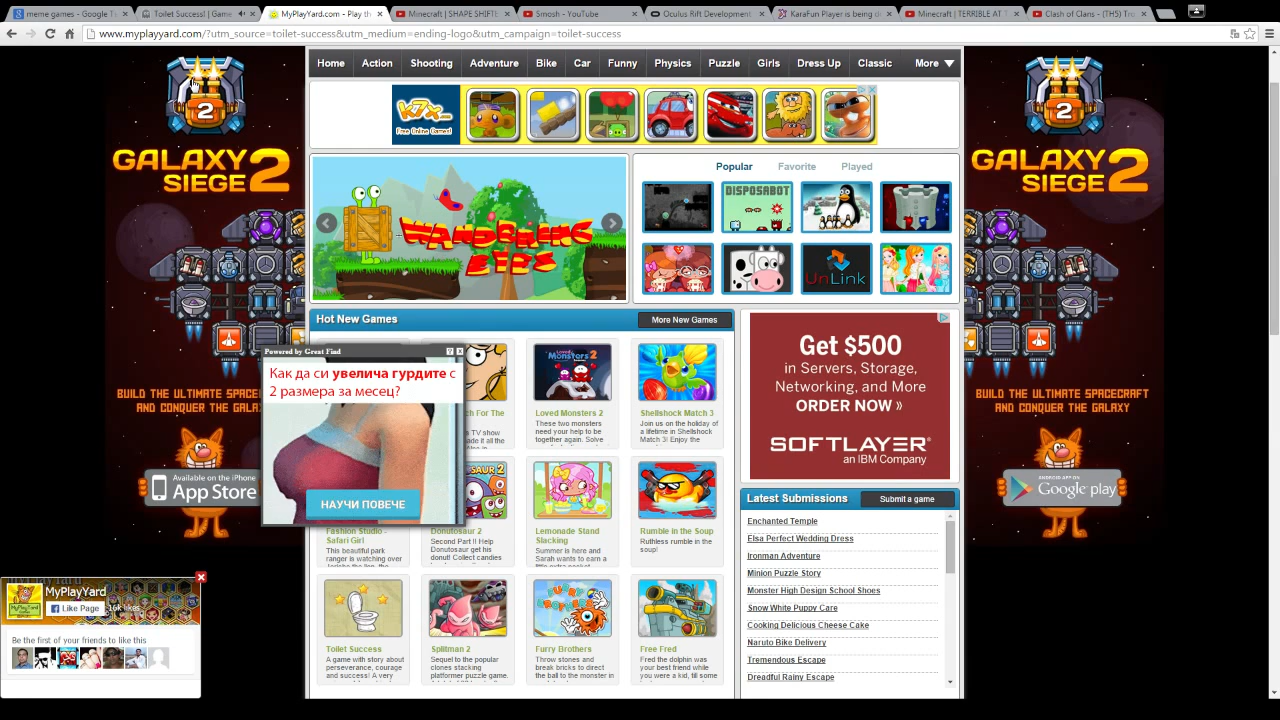 meme games - Google T
Toilet Success! | Game
MyPlayYard.com - Play th
Minecraft | SHAPE SHIFT
Smosh - YouTube
Oculus Rift Development
KaraFun Player is being d
Minecraft | TERRIBLE AT T
Clash of Clans - (TH5) Tro
www.myplayyard.com/?utm_source=toilet-success&utm_medium=ending-logo&utm_campaign=toilet-success
Home Action Shooting Adventure Bike Car Funny Physics Puzzle Girls Dress Up Classic More
k7x
Free Online Games!
2
GALAXY
SIEGE 2
BUILD THE ULTIMATE SPACECR
AND CONQUER THE GALA
Available on the iPhone
App Store
WANDERING
Popular Favorite Played
DISPOSABOT
UnLink
Hot New Games
More New Games
Powered by Great Find
Как да си увелича гурдите с
2 размера за месец?
НАУЧИ ПОВЕЧЕ
Loved Monsters 2
These two monsters
need your help to be
together again. Solve
Shellshock Match 3
Join us on the holiday of
a lifetime in Shellshock
Match 3! Enjoy the
Fashion Studio -
Safari Girl
This beautiful park
ranger is watching over
Donutosaur 2
Second Part !! Help
Donutosaur get his
donut! Collect candies
Lemonade Stand
Slacking
Summer is here and
Sarah wants to earn a
Rumble in the Soup
Ruthless rumble in the
soup!
Toilet Success
A game with story about
perseverance, courage
and success! A very
Splitman 2
Sequel to the popular
clones stacking
platformer puzzle game.
Furry Brothers
Throw stones and
break bricks to direct
the ball to the monster in
Free Fred
Fred the dolphin was
your best friend while
you were a kid, till some
Get $500
in Servers, Storage,
Networking, and More
ORDER NOW »
SOFTLAYER®
an IBM Company
Latest Submissions
Submit a game
Enchanted Temple
Elsa Perfect Wedding Dress
Ironman Adventure
Minion Puzzle Story
Monster High Design School Shoes
Snow White Puppy Care
Cooking Delicious Cheese Cake
Naruto Bike Delivery
Tremendous Escape
Dreadful Rainy Escape
2
GALAXY
SIEGE 2
BUILD THE ULTIMATE SPACECRAFT
AND CONQUER THE GALAXY
ANDROID APP ON
Google play
MyPlayYard
Like Page
16k likes
Be the first of your friends to like this